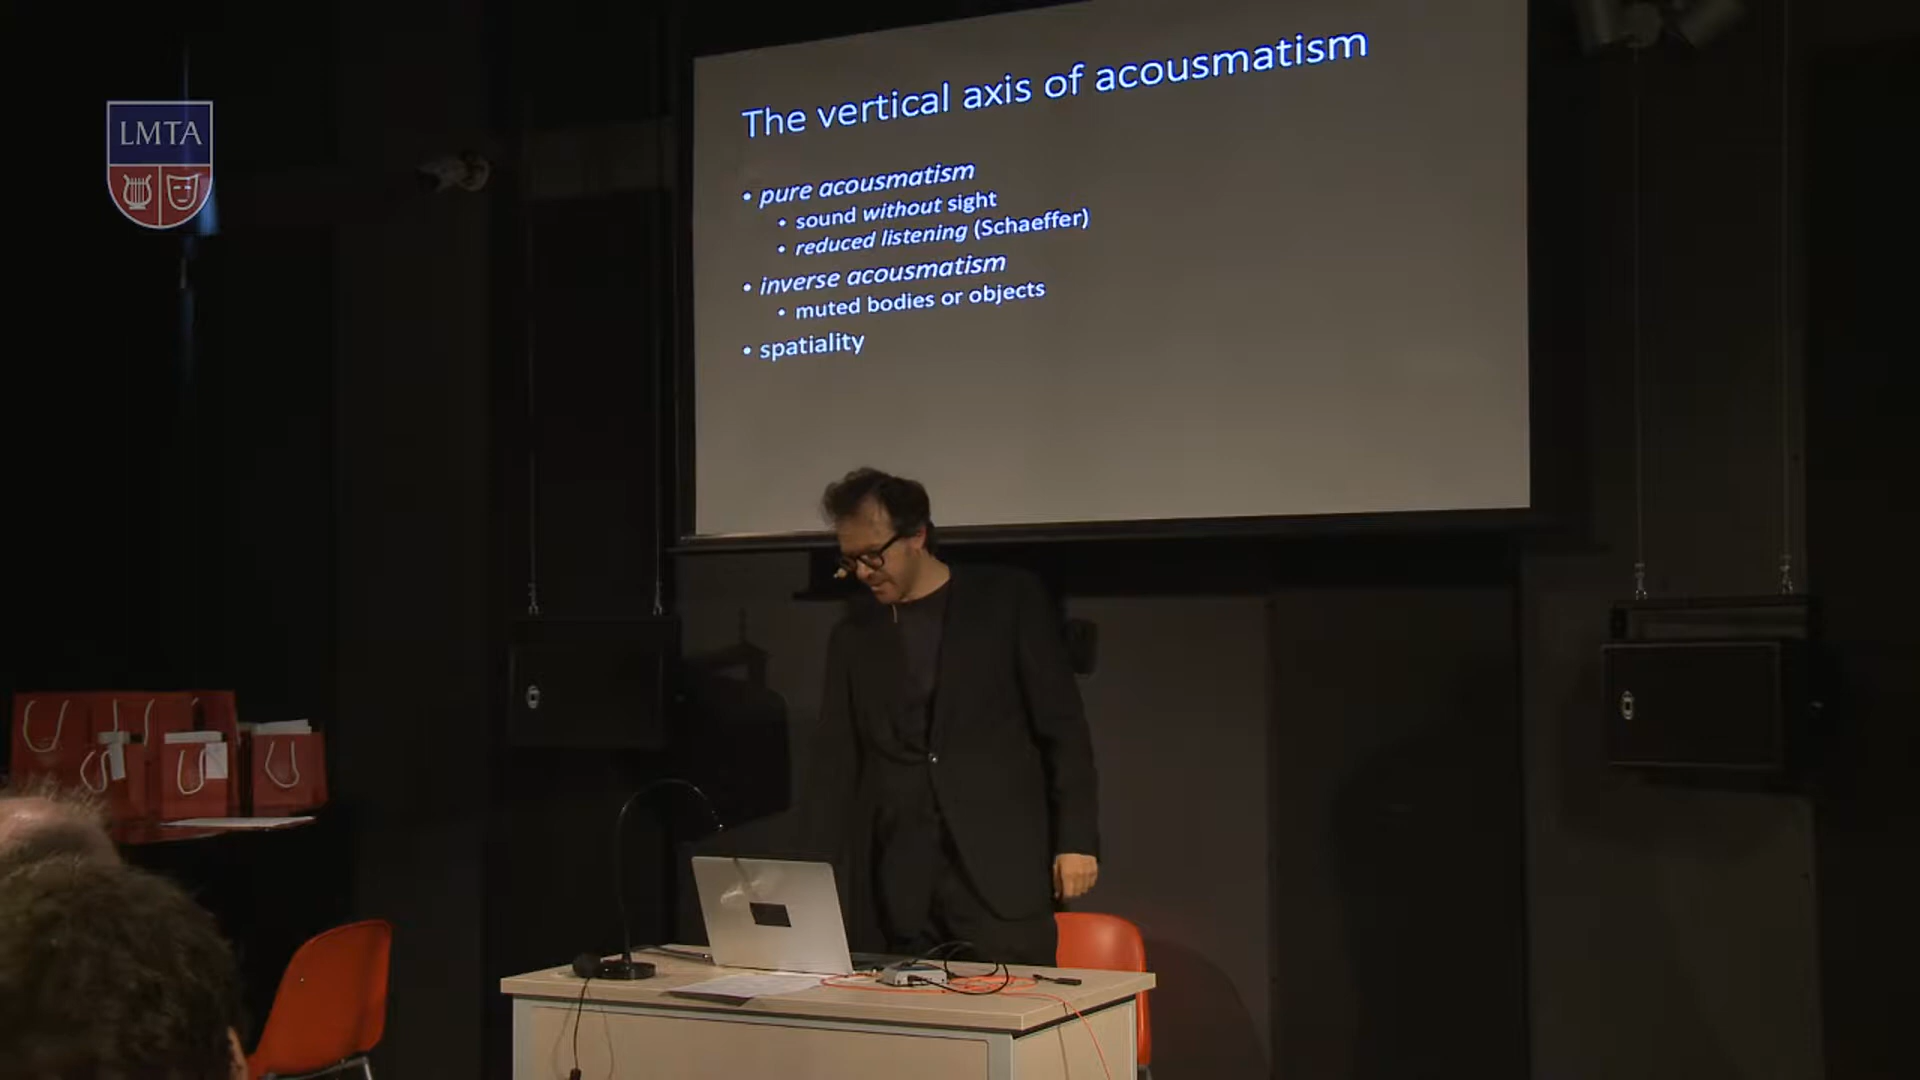 LMTA
The vertical axis of acousmatism
• pure acousmatism
• sound without sight
• reduced listening (Schaeffer)
• inverse acousmatism
• muted bodies or objects
• spatiality